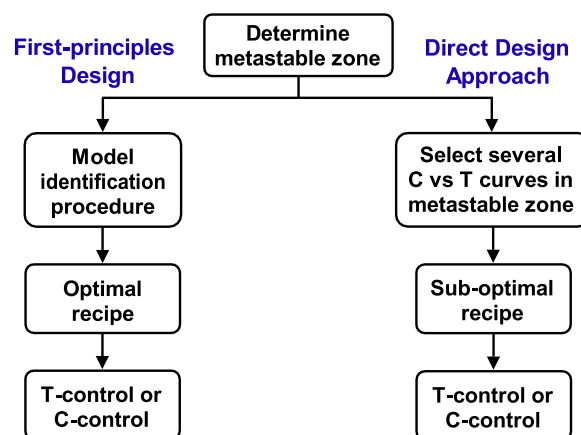 Determine
metastable zone
First-principles
Design
Direct Design
Approach
Model
identification
procedure
Select several
C vs T curves in
metastable zone
Optimal
recipe
Sub-optimal
recipe
T-control or
C-control
T-control or
C-control